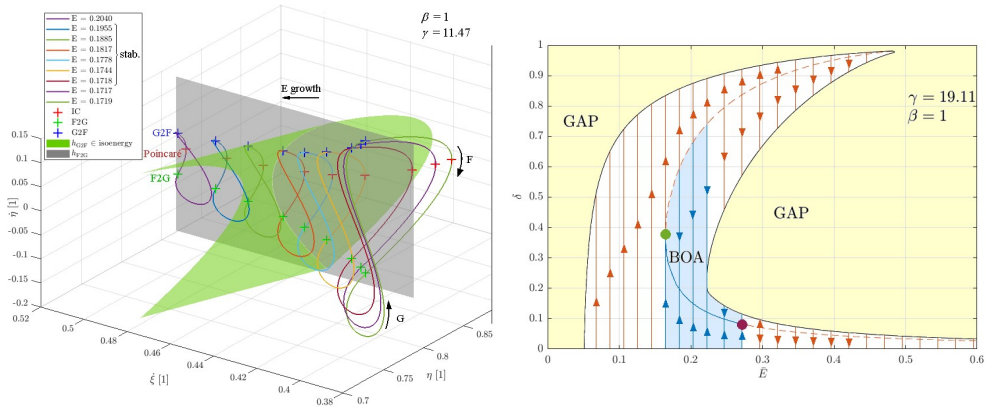 β = 1
γ = 11.47
E = 0.2040
E = 0.1955
E = 0.1885
E = 0.1817
E = 0.1778
E = 0.1744
E = 0.1718
E = 0.1717
E = 0.1719
stab.
IC
F2G
G2F
h_G2F ∈ isoenergy
h_F2G
E growth
G2F
Poincaré
F2G
F
G
0.15
0.1
0.05
0
-0.05
-0.1
-0.15
-0.2
η̇ [1]
0.52
0.5
0.48
0.46
0.44
0.42
0.4
0.38
ξ̇ [1]
0.7
0.75
0.8
0.85
η [1]
1
0.9
0.8
0.7
0.6
0.5
0.4
0.3
0.2
0.1
0
δ
GAP
γ = 19.11
β = 1
GAP
BOA
0
0.1
0.2
0.3
0.4
0.5
0.6
Ē